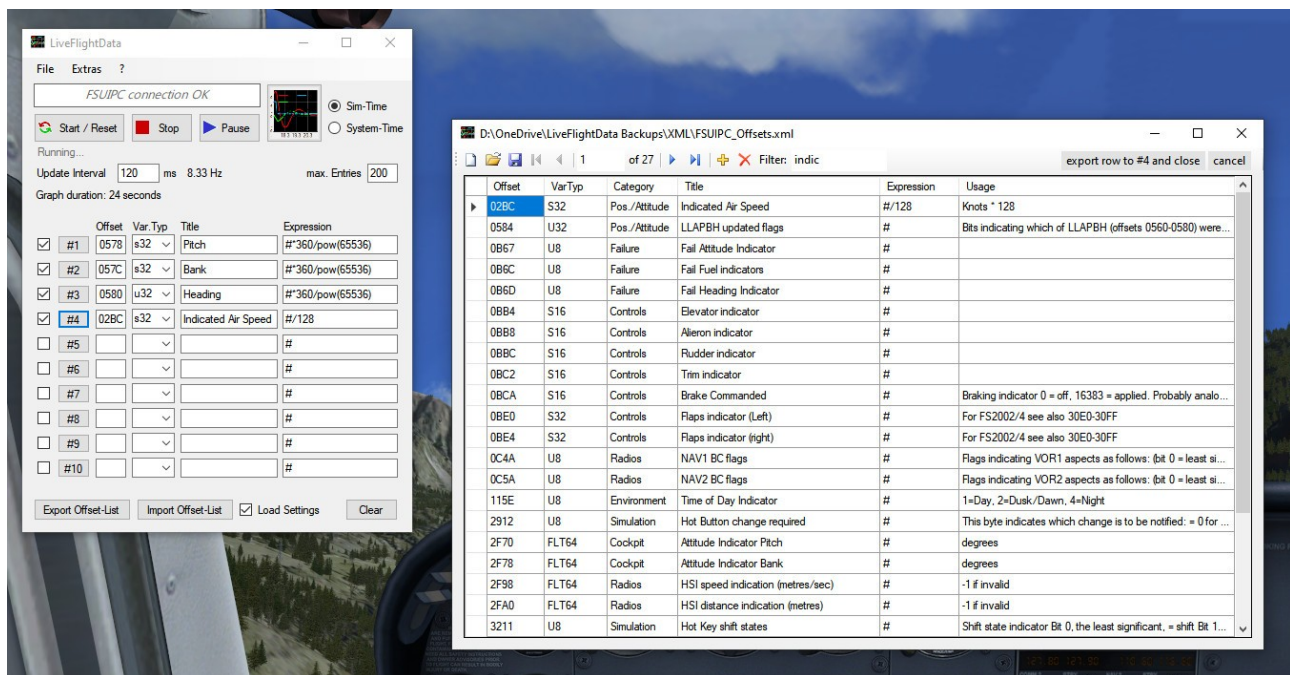 LiveFlightData
File Extras ?
FSUIPC connection OK
18.3 19.3 20.3
Sim-Time
System-Time
Start / Reset Stop Pause
Running...
Update Interval 120 ms 8.33 Hz max. Entries 200
Graph duration: 24 seconds
Offset Var.Typ Title Expression
#1 0578 s32 Pitch #*360/pow(65536)
#2 057C s32 Bank #*360/pow(65536)
#3 0580 u32 Heading #*360/pow(65536)
#4 02BC s32 Indicated Air Speed #/128
#5 #
#6 #
#7 #
#8 #
#9 #
#10 #
Export Offset-List Import Offset-List Load Settings Clear
D:\OneDrive\LiveFlightData Backups\XML\FSUIPC_Offsets.xml
1 of 27 Filter: indic export row to #4 and close cancel
Offset VarTyp Category Title Expression Usage
02BC S32 Pos./Attitude Indicated Air Speed #/128 Knots * 128
0584 U32 Pos./Attitude LLAPBH updated flags # Bits indicating which of LLAPBH (offsets 0560-0580) were...
0B67 U8 Failure Fail Attitude Indicator #
0B6C U8 Failure Fail Fuel indicators #
0B6D U8 Failure Fail Heading Indicator #
0BB4 S16 Controls Elevator indicator #
0BB8 S16 Controls Alieron indicator #
0BBC S16 Controls Rudder indicator #
0BC2 S16 Controls Trim indicator #
0BCA S16 Controls Brake Commanded # Braking indicator 0 = off, 16383 = applied. Probably analo...
0BE0 S32 Controls Flaps indicator (Left) # For FS2002/4 see also 30E0-30FF
0BE4 S32 Controls Flaps indicator (right) # For FS2002/4 see also 30E0-30FF
0C4A U8 Radios NAV1 BC flags # Flags indicating VOR1 aspects as follows: (bit 0 = least si...
0C5A U8 Radios NAV2 BC flags # Flags indicating VOR2 aspects as follows: (bit 0 = least si...
115E U8 Environment Time of Day Indicator # 1=Day, 2=Dusk/Dawn, 4=Night
2912 U8 Simulation Hot Button change required # This byte indicates which change is to be notified: = 0 for ...
2F70 FLT64 Cockpit Attitude Indicator Pitch # degrees
2F78 FLT64 Cockpit Attitude Indicator Bank # degrees
2F98 FLT64 Radios HSI speed indication (metres/sec) # -1 if invalid
2FA0 FLT64 Radios HSI distance indication (metres) # -1 if invalid
3211 U8 Simulation Hot Key shift states # Shift state indicator Bit 0, the least significant, = shift Bit 1...